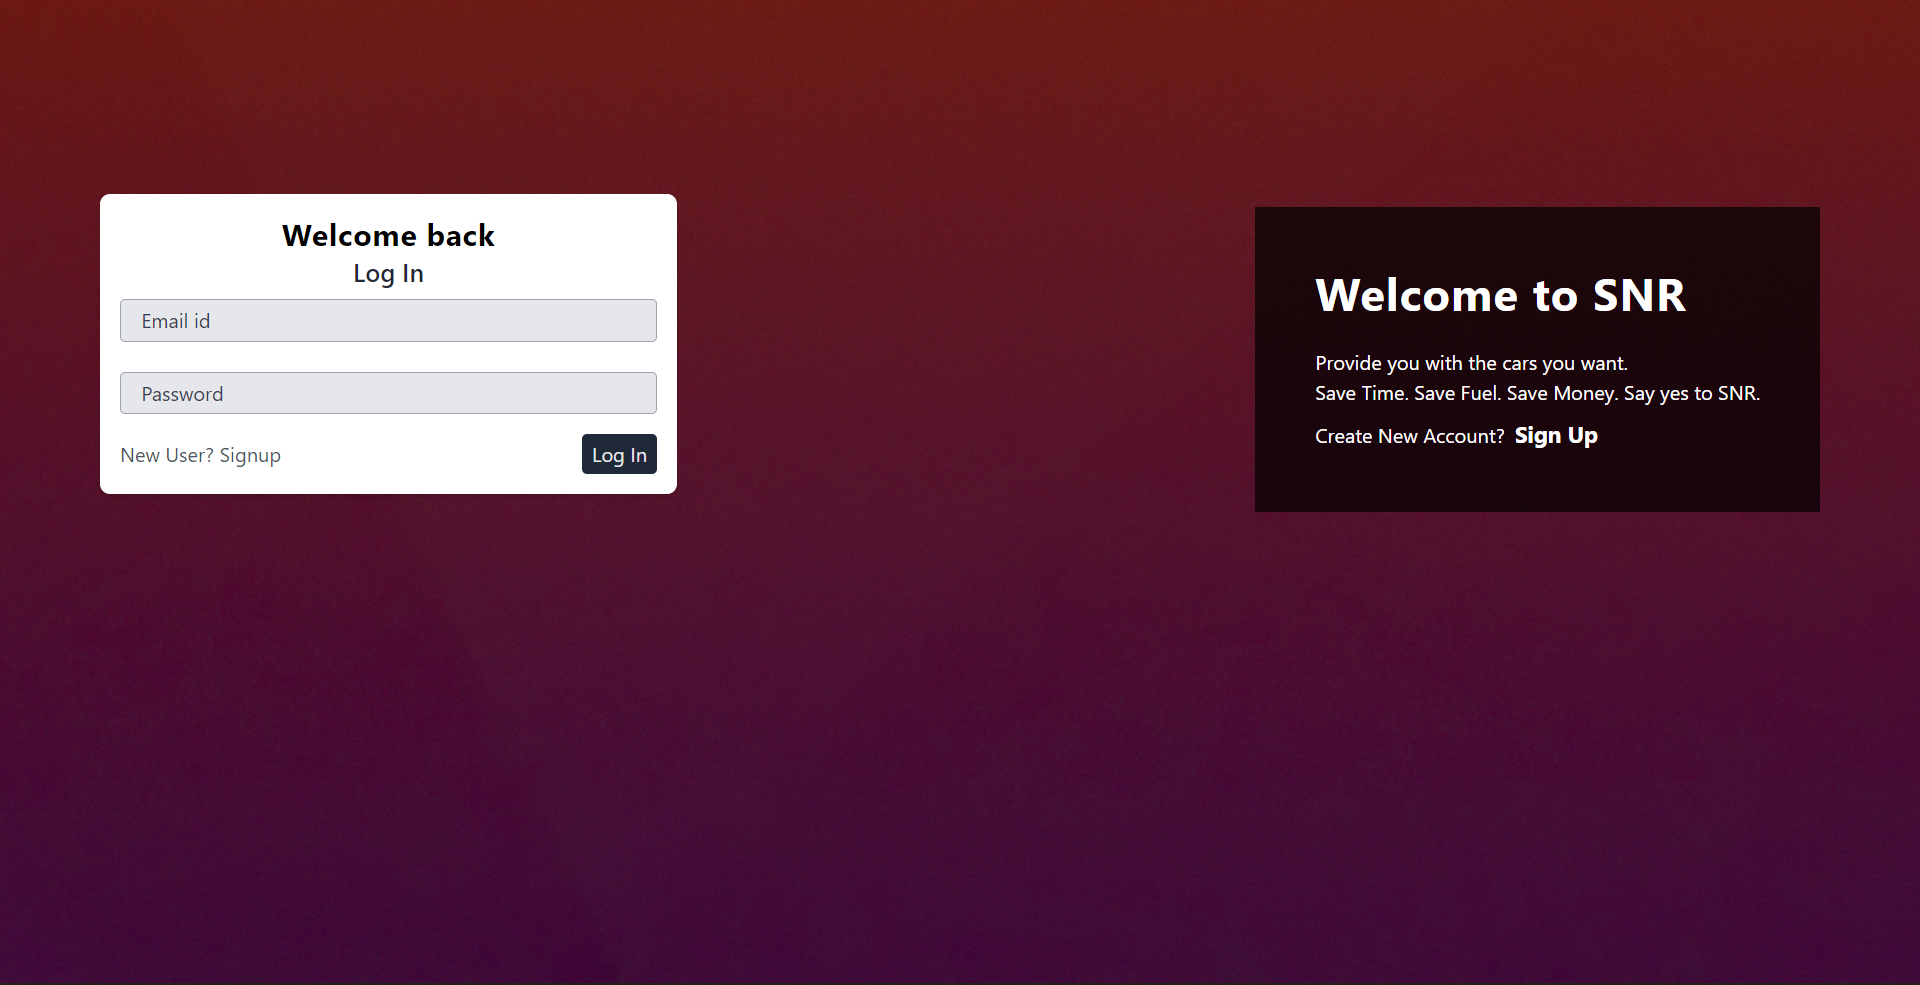 Welcome back
Log In
Email id
Password
New User? Signup
Log In
Welcome to SNR
Provide you with the cars you want.
Save Time. Save Fuel. Save Money. Say yes to SNR.
Create New Account? Sign Up